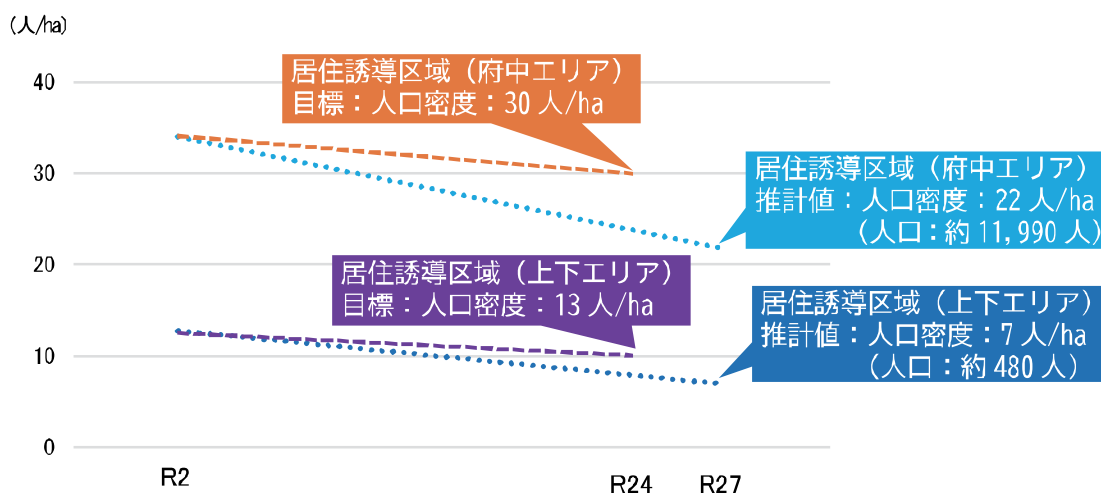 (人/ha)
40
30
20
10
0
R2
R24
R27
居住誘導区域（府中エリア）
目標：人口密度：30 人/ha
居住誘導区域（府中エリア）
推計値：人口密度：22 人/ha
（人口：約 11,990 人）
居住誘導区域（上下エリア）
目標：人口密度：13 人/ha
居住誘導区域（上下エリア）
推計値：人口密度：7 人/ha
（人口：約 480 人）